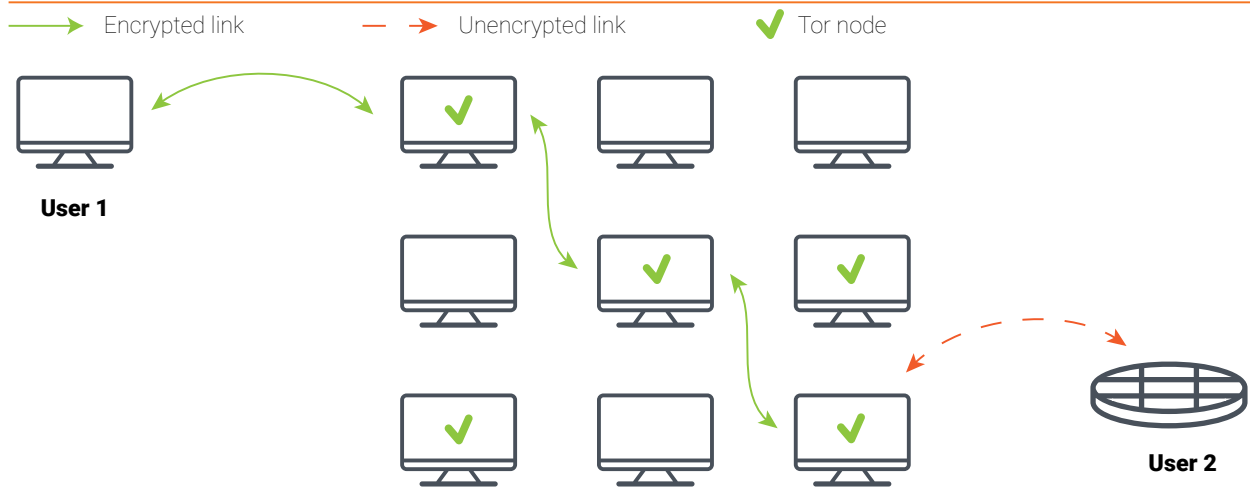 Encrypted link
Unencrypted link
Tor node
User 1
User 2